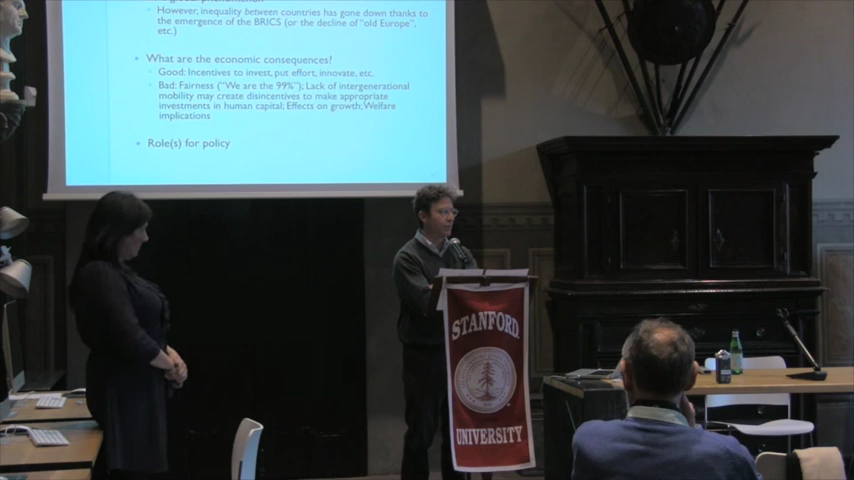 However, inequality between countries has gone down thanks to
the emergence of the BRICS (or the decline of "old Europe",
etc.)
What are the economic consequences?
Good: Incentives to invest, put effort, innovate, etc.
Bad: Fairness ("We are the 99%"); Lack of intergenerational
mobility may create disincentives to make appropriate
investments in human capital; Effects on growth; Welfare
implications
Role(s) for policy
STANFORD
UNIVERSITY